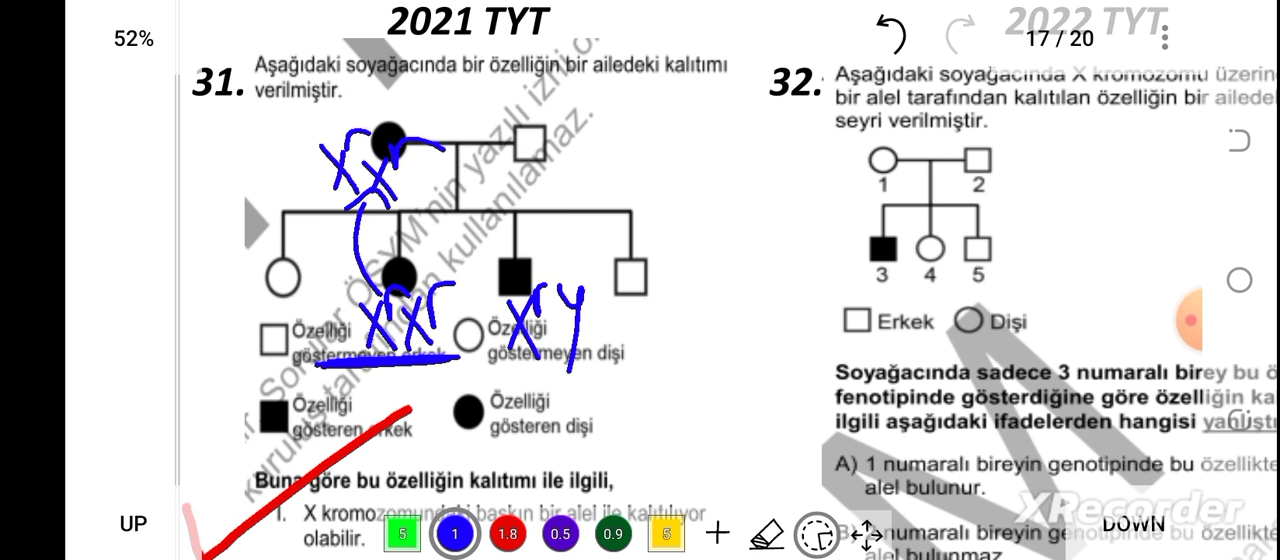 52%
2021 TYT
2022 TYT
17 / 20
31.
Aşağıdaki soyağacında bir özelliğin bir ailedeki kalıtımı
verilmiştir.
Xr Xr
Xr Xr
Xr y
Özelliği
göstermeyen erkek
Özelliği
göstermeyen dişi
Özelliği
gösteren erkek
Özelliği
gösteren dişi
Buna göre bu özelliğin kalıtımı ile ilgili,
I. X kromozomundaki baskın bir alel ile kalıtılıyor
olabilir.
32.
Aşağıdaki soyağacında X kromozomu üzerin
bir alel tarafından kalıtılan özelliğin bir ailede
seyri verilmiştir.
1 2
3 4 5
Erkek Dişi
Soyağacında sadece 3 numaralı birey bu ö
fenotipinde gösterdiğine göre özelliğin ka
ilgili aşağıdaki ifadelerden hangisi yanlıştı
A) 1 numaralı bireyin genotipinde bu özellikte
alel bulunur.
B) numaralı bireyin genotipinde bu özellikte
alel bulunmaz
UP
5 1 1.8 0.5 0.9 5
DOWN
XRecorder